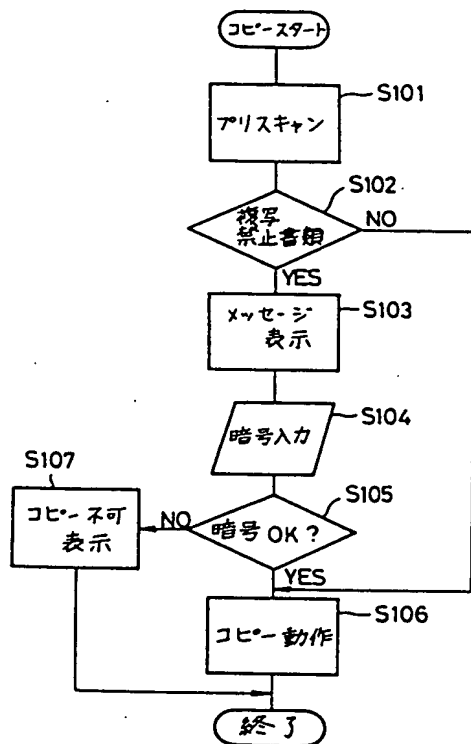 コピースタート
S101
プリスキャン
S102
複写
禁止書類
NO
YES
S103
メッセージ
表示
S104
暗号入力
S107
S105
コピー不可
表示
NO
暗号OK?
YES
S106
コピー動作
終了